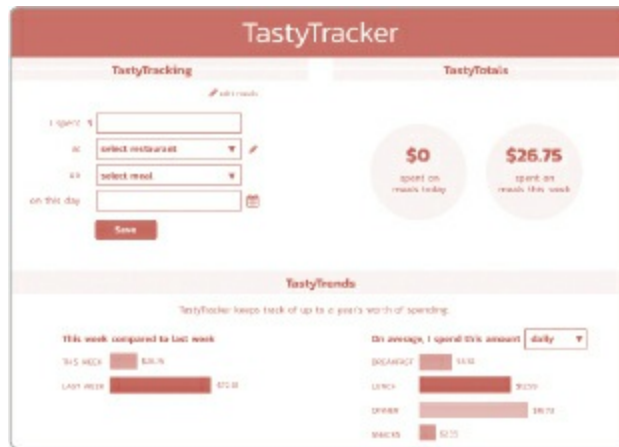 TastyTracker
TastyTracking
TastyTotals
edit meals
I spent $
at select restaurant
on select meal
on this day
Save
$0
spent on
meals today
$26.75
spent on
meals this week
TastyTrends
TastyTracker keeps track of up to a year's worth of spending.
This week compared to last week
THIS WEEK
LAST WEEK
On average, I spend this amount daily
BREAKFAST
LUNCH
DINNER
SNACKS